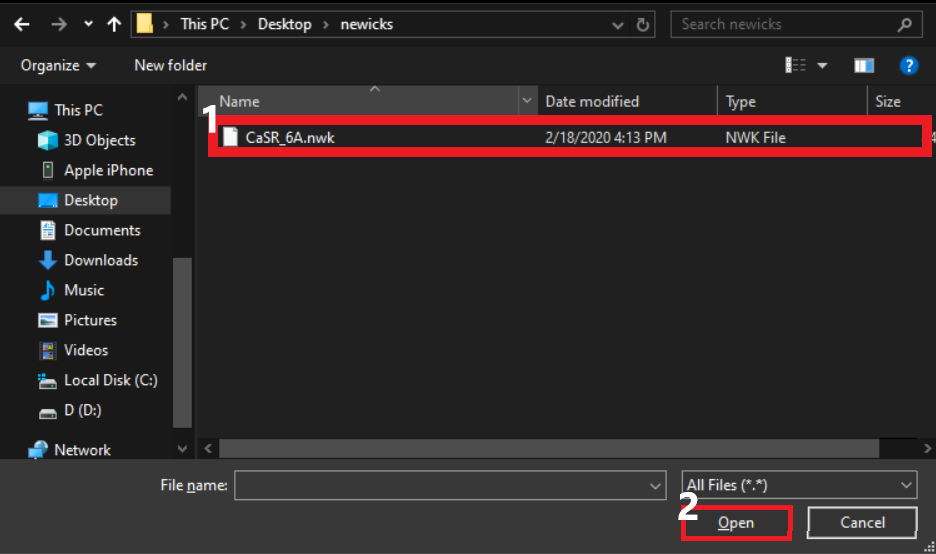 This PC > Desktop > newicks
Search newicks
Organize
New folder
Name
Date modified
Type
Size
1
CaSR_6A.nwk
2/18/2020 4:13 PM
NWK File
4
This PC
3D Objects
Apple iPhone
Desktop
Documents
Downloads
Music
Pictures
Videos
Local Disk (C:)
D (D:)
Network
File name:
All Files (*.*)
2
Open
Cancel